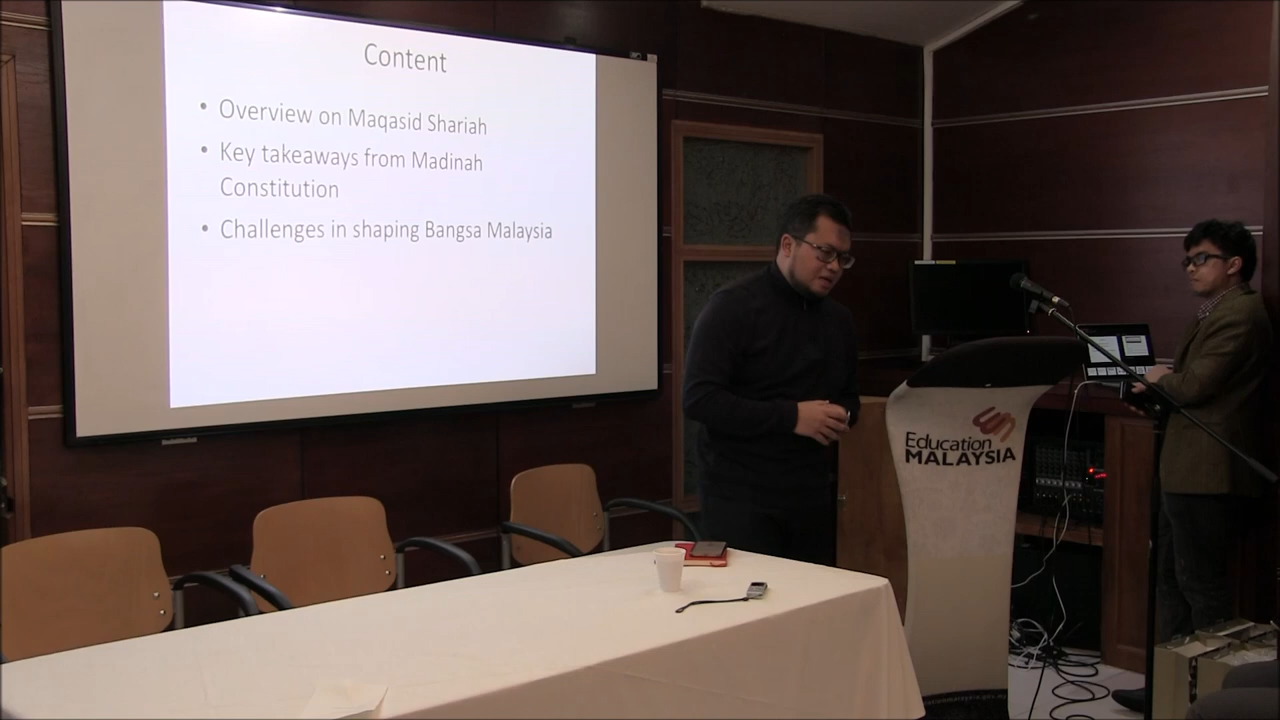 Content
• Overview on Maqasid Shariah
• Key takeaways from Madinah
Constitution
• Challenges in shaping Bangsa Malaysia
Education
MALAYSIA